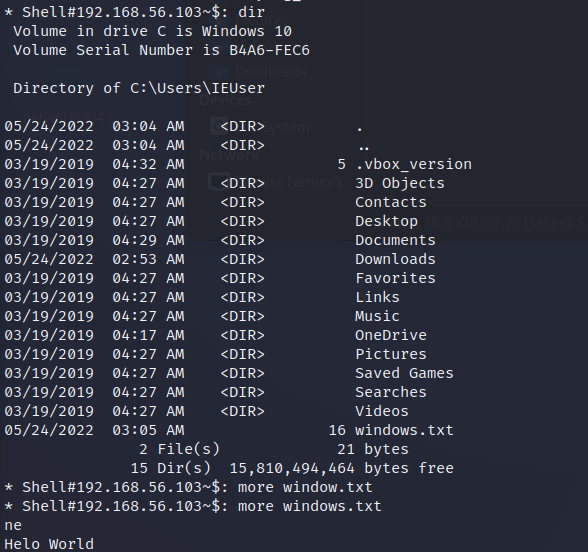 * Shell#192.168.56.103~$: dir
 Volume in drive C is Windows 10
 Volume Serial Number is B4A6-FEC6
Downloads
 Directory of C:\Users\IEUser
Devices
05/24/2022  03:04 AM    <DIR>          .
05/24/2022  03:04 AM    <DIR>          ..
Network
03/19/2019  04:32 AM                 5 .vbox_version
03/19/2019  04:27 AM    <DIR>          3D Objects
03/19/2019  04:27 AM    <DIR>          Contacts
03/19/2019  04:27 AM    <DIR>          Desktop
03/19/2019  04:29 AM    <DIR>          Documents
05/24/2022  02:53 AM    <DIR>          Downloads
03/19/2019  04:27 AM    <DIR>          Favorites
03/19/2019  04:27 AM    <DIR>          Links
03/19/2019  04:27 AM    <DIR>          Music
03/19/2019  04:17 AM    <DIR>          OneDrive
03/19/2019  04:27 AM    <DIR>          Pictures
03/19/2019  04:27 AM    <DIR>          Saved Games
03/19/2019  04:27 AM    <DIR>          Searches
03/19/2019  04:27 AM    <DIR>          Videos
05/24/2022  03:05 AM                16 windows.txt
               2 File(s)             21 bytes
              15 Dir(s)  15,810,494,464 bytes free
* Shell#192.168.56.103~$: more window.txt
* Shell#192.168.56.103~$: more windows.txt
ne
Helo World